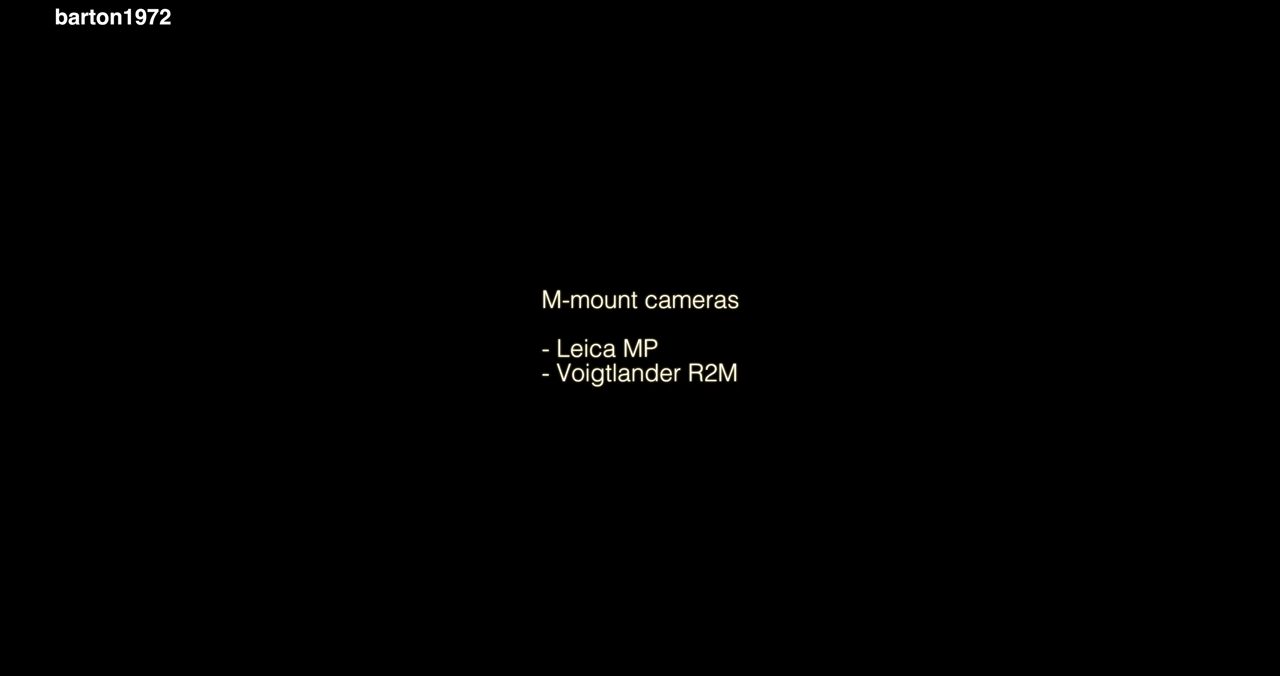 barton1972
M-mount cameras
- Leica MP
- Voigtlander R2M